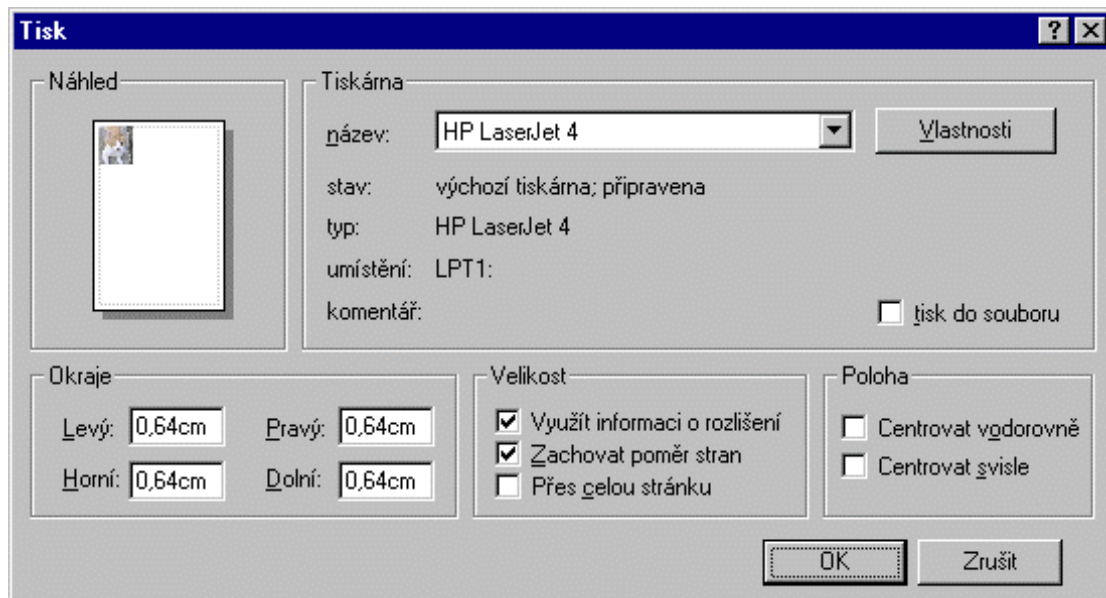 Tisk
Náhled
Tiskárna
název: HP LaserJet 4 Vlastnosti
stav: výchozí tiskárna; připravena
typ: HP LaserJet 4
umístění: LPT1:
komentář: tisk do souboru
Okraje
Levý: 0,64cm Pravý: 0,64cm
Horní: 0,64cm Dolní: 0,64cm
Velikost
Využít informaci o rozlišení
Zachovat poměr stran
Přes celou stránku
Poloha
Centrovat vodorovně
Centrovat svisle
OK Zrušit